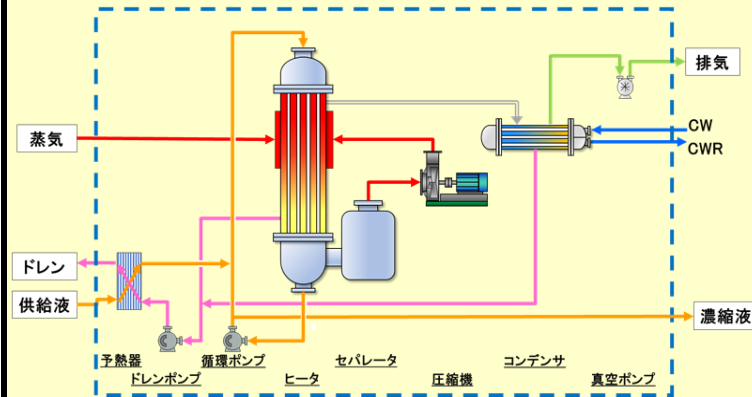 排気
CW
CWR
蒸気
ドレン
供給液
濃縮液
予熱器
循環ポンプ
セパレータ
コンデンサ
ドレンポンプ
ヒータ
圧縮機
真空ポンプ